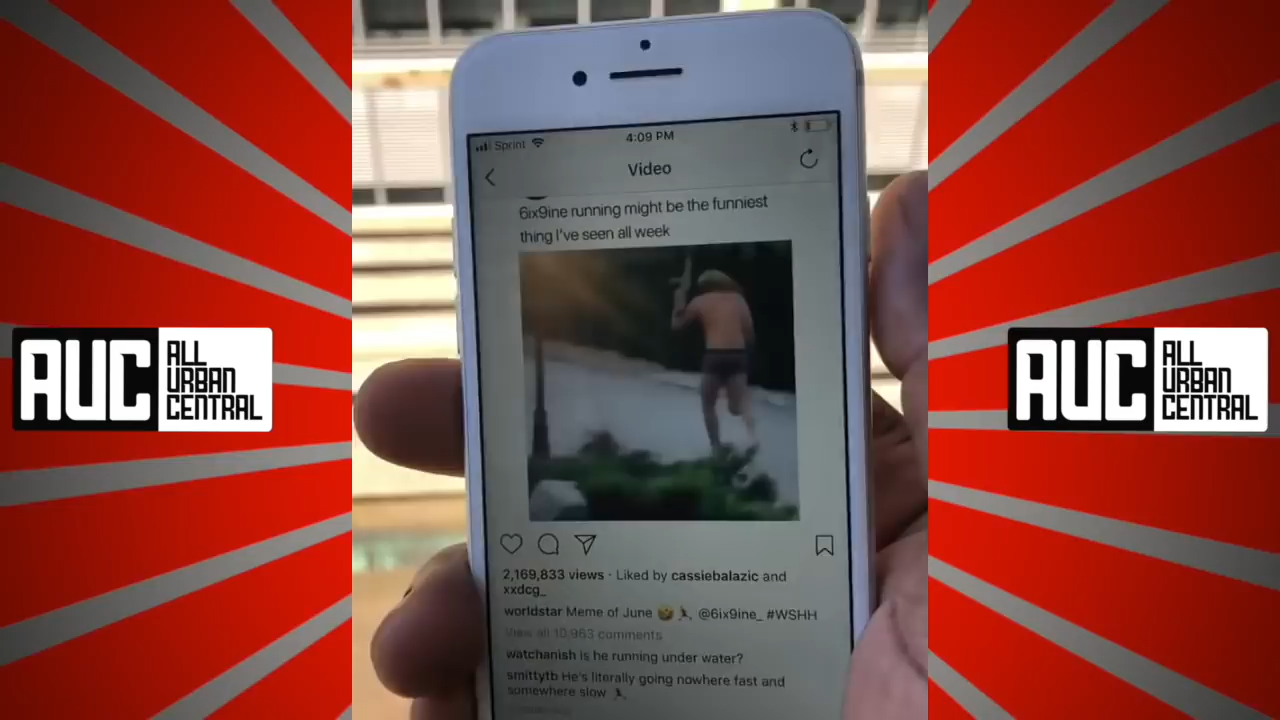 Sprint
4:09 PM
Video
6ix9ine running might be the funniest
thing I've seen all week
AUC
ALL
URBAN
CENTRAL
AUC
ALL
URBAN
CENTRAL
2,169,833 views · Liked by cassiebalazic and
xxdcg_
worldstar Meme of June 🤣🏃 @6ix9ine_ #WSHH
View all 10,963 comments
watchanish is he running under water?
smittytb He's literally going nowhere fast and
somewhere slow 🏃